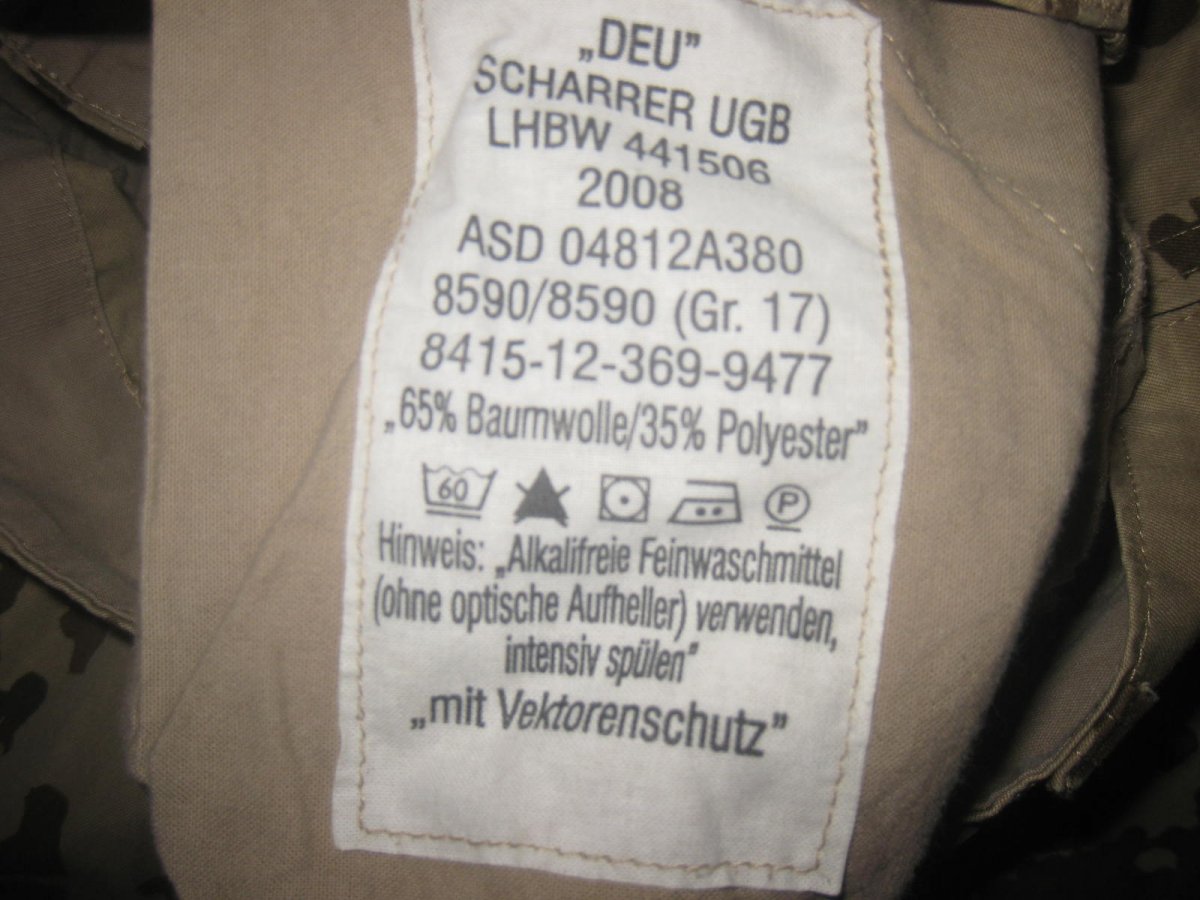 „DEU”
SCHARRER UGB
LHBW 441506
2008
ASD 04812A380
8590/8590 (Gr. 17)
8415-12-369-9477
„65% Baumwolle/35% Polyester”
60 P
Hinweis: „Alkalifreie Feinwaschmittel
(ohne optische Aufheller) verwenden,
intensiv spülen”
„mit Vektorenschutz”